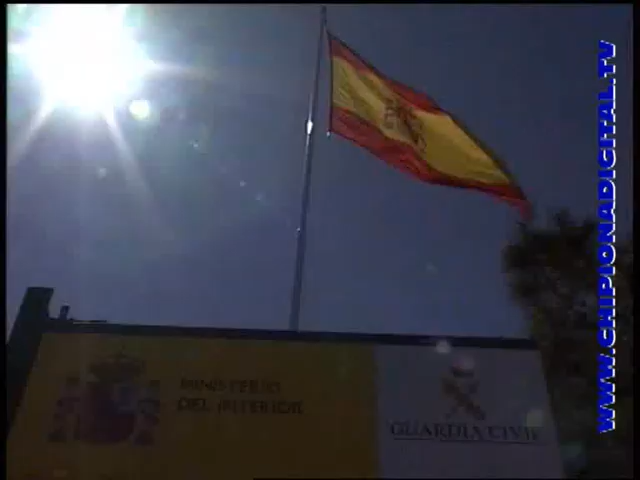 MINISTERIO
DEL INTERIOR
GUARDIA CIVIL
WWW.CHIPIONADIGITAL.TV